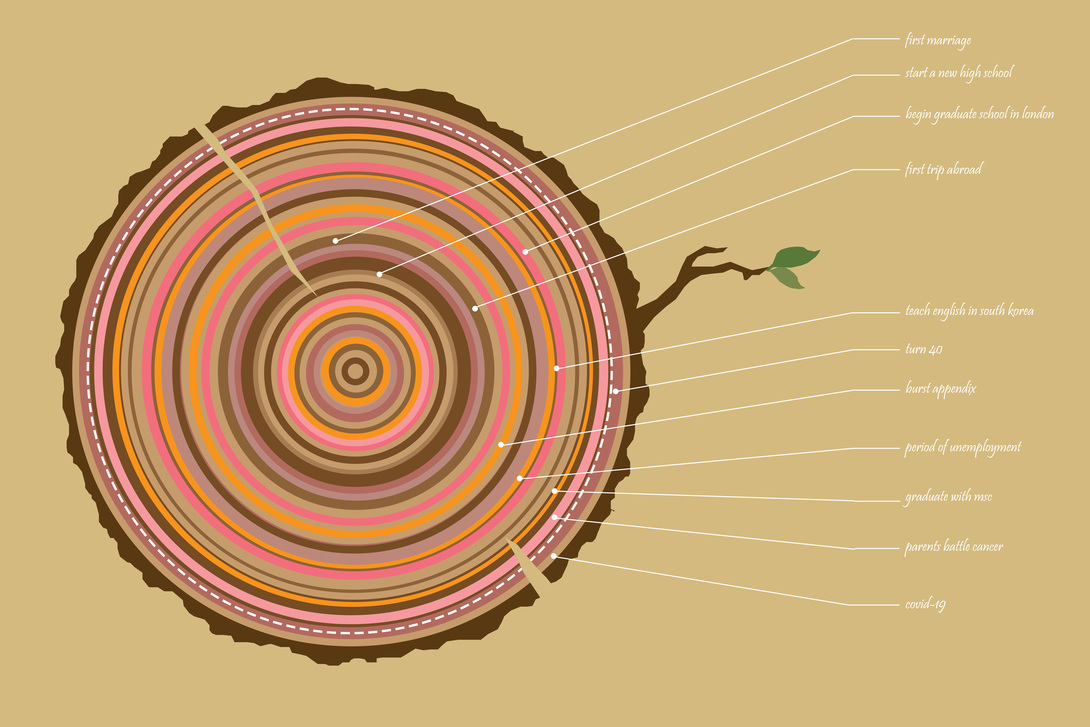 first marriage
start a new high school
begin graduate school in london
first trip abroad
teach english in south korea
turn 40
burst appendix
period of unemployment
graduate with msc
parents battle cancer
covid-19